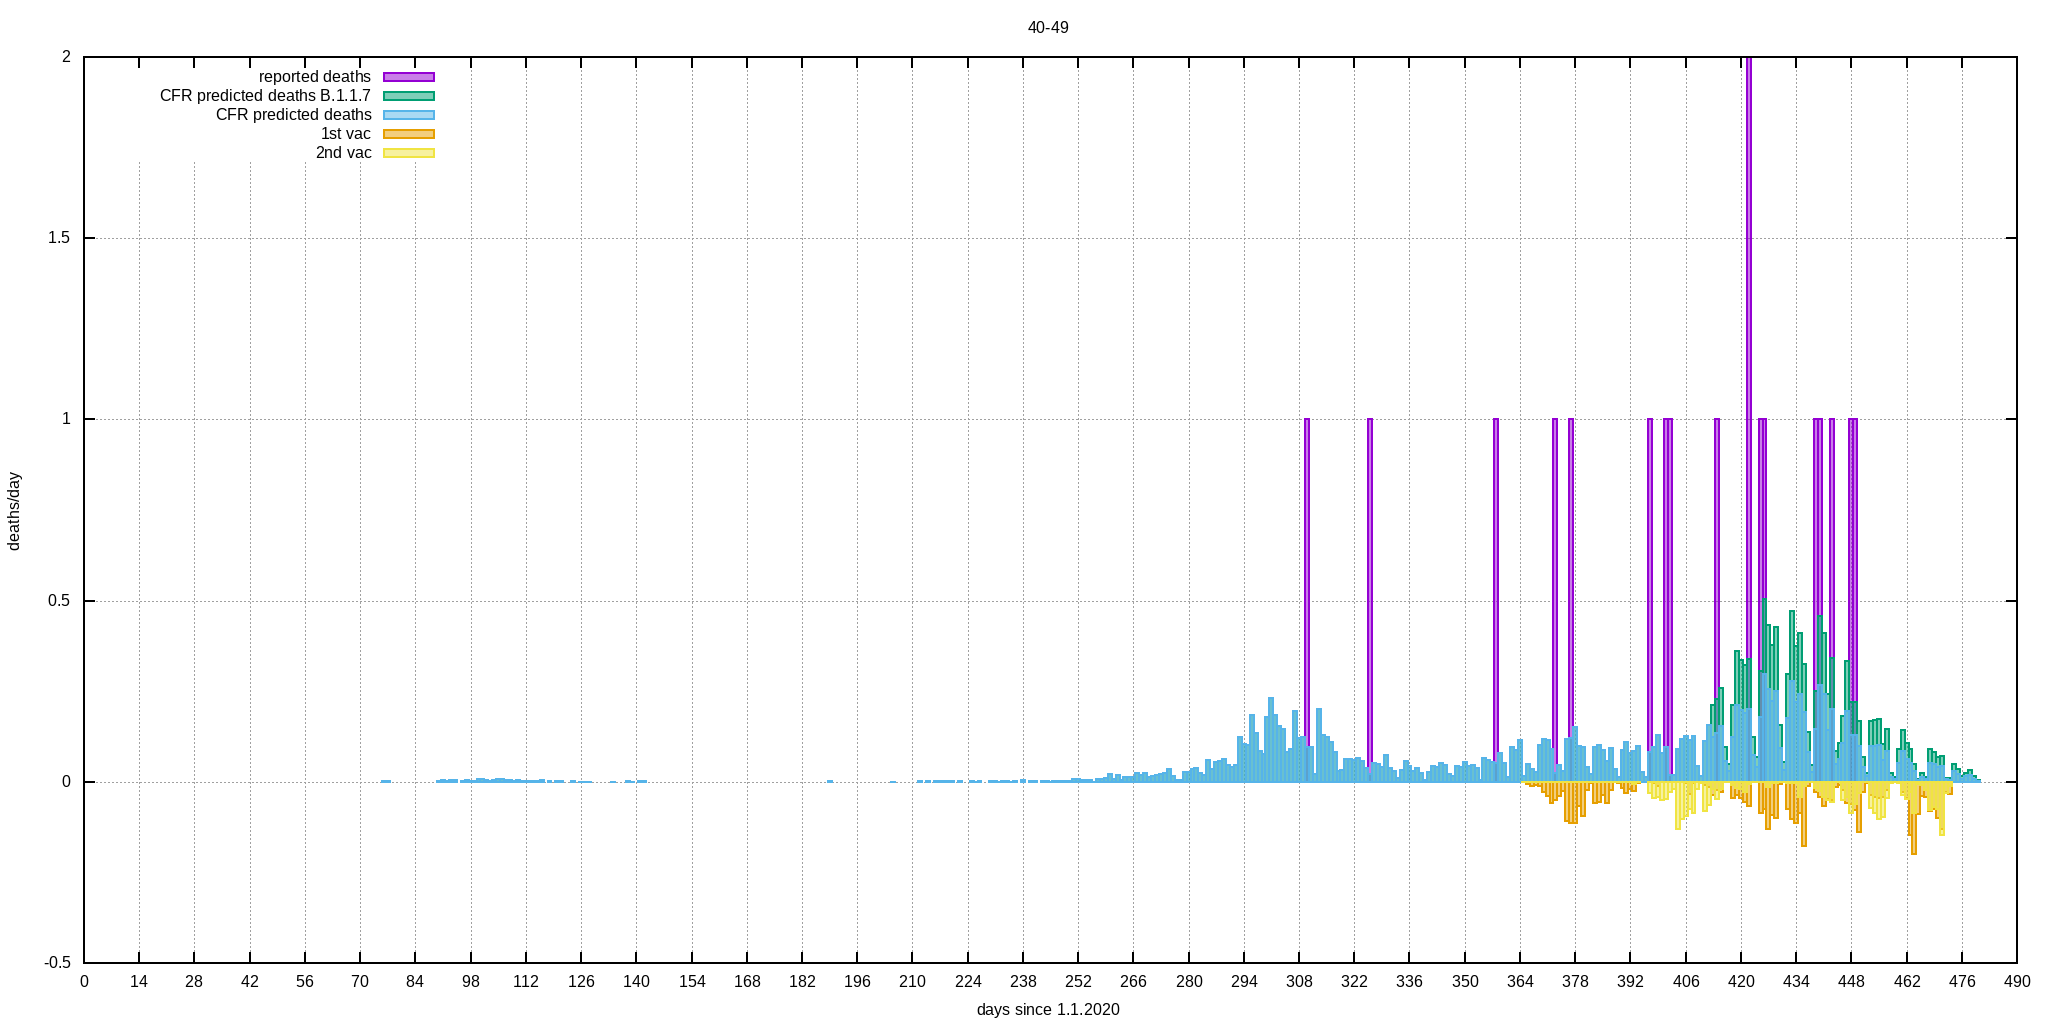 40-49
reported deaths
CFR predicted deaths B.1.1.7
CFR predicted deaths
1st vac
2nd vac
2
1.5
1
0.5
0
-0.5
deaths/day
0 14 28 42 56 70 84 98 112 126 140 154 168 182 196 210 224 238 252 266 280 294 308 322 336 350 364 378 392 406 420 434 448 462 476 490
days since 1.1.2020